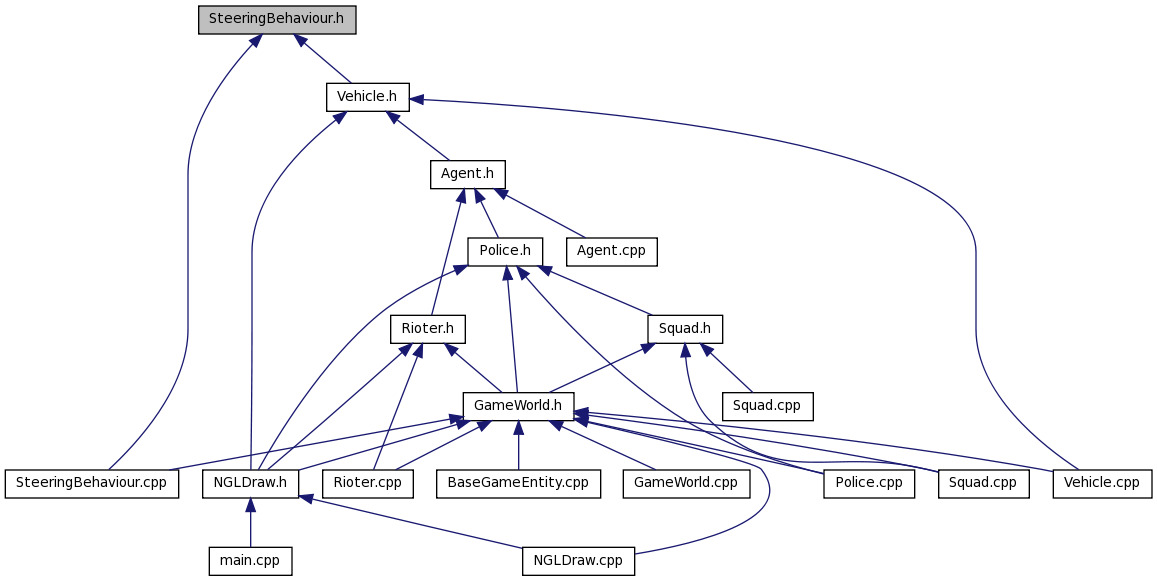 SteeringBehaviour.h
Vehicle.h
Agent.h
Police.h
Agent.cpp
Rioter.h
Squad.h
GameWorld.h
Squad.cpp
SteeringBehaviour.cpp
NGLDraw.h
Rioter.cpp
BaseGameEntity.cpp
GameWorld.cpp
Police.cpp
Squad.cpp
Vehicle.cpp
main.cpp
NGLDraw.cpp